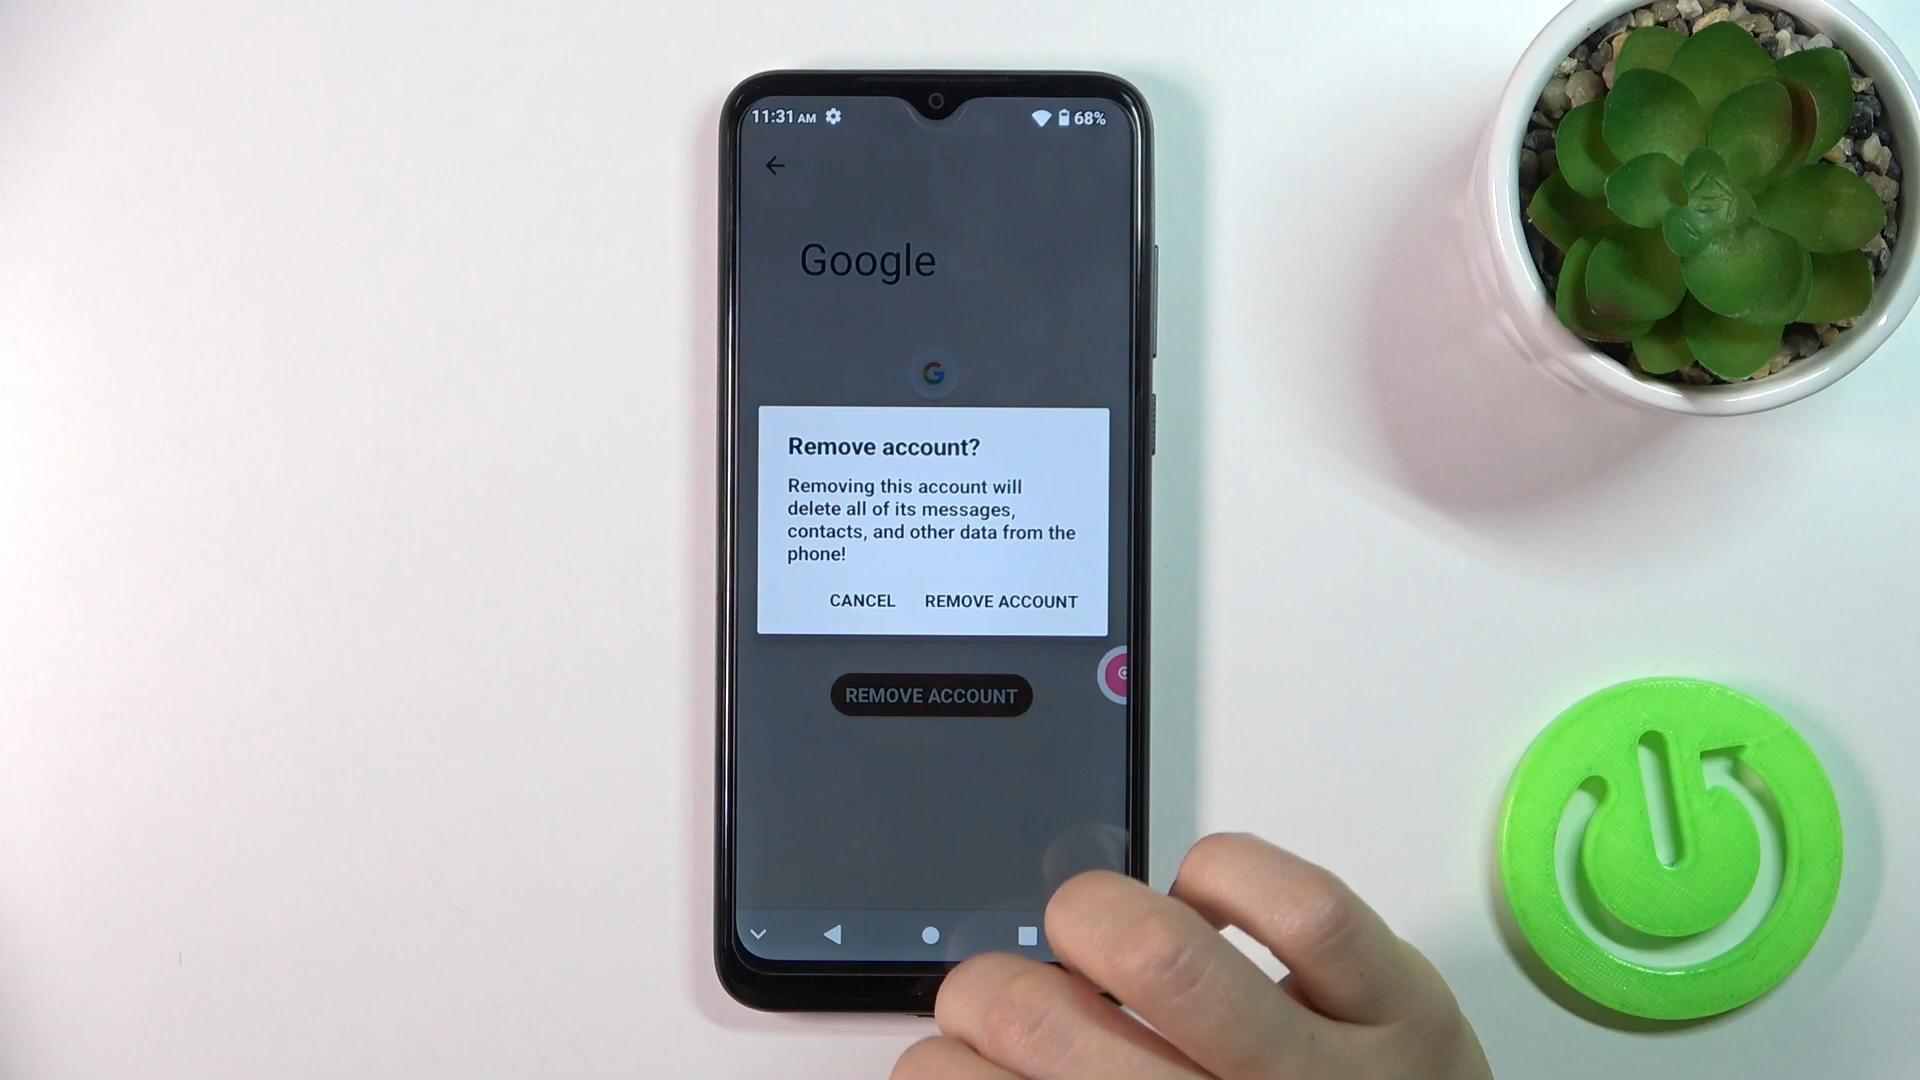 11:31 AM 68%
Google
G
Remove account?
Removing this account will
delete all of its messages,
contacts, and other data from the
phone!
CANCEL REMOVE ACCOUNT
REMOVE ACCOUNT